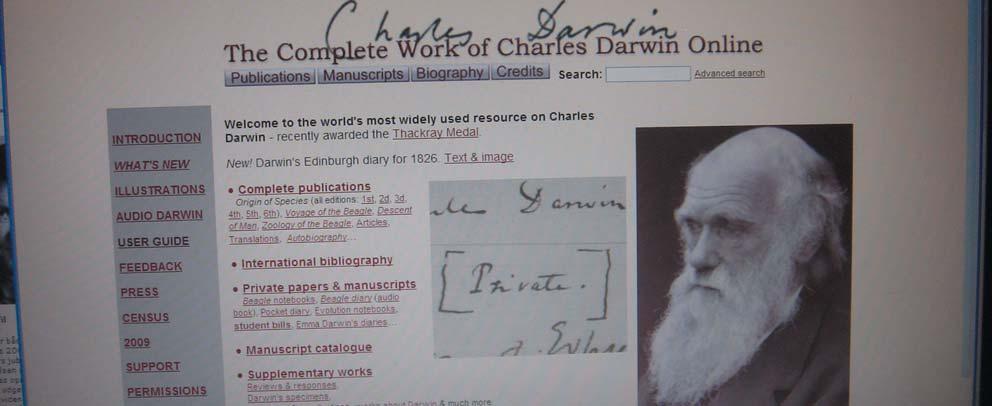 Charles Darwin
The Complete Work of Charles Darwin Online
Publications Manuscripts Biography Credits Search: Advanced search
INTRODUCTION
WHAT'S NEW
ILLUSTRATIONS
AUDIO DARWIN
USER GUIDE
FEEDBACK
PRESS
CENSUS
2009
SUPPORT
PERMISSIONS
Welcome to the world's most widely used resource on Charles
Darwin - recently awarded the Thackray Medal.
New! Darwin's Edinburgh diary for 1826. Text & image
• Complete publications
Origin of Species (all editions: 1st, 2d, 3d,
4th, 5th, 6th), Voyage of the Beagle, Descent
of Man, Zoology of the Beagle, Articles,
Translations, Autobiography...
• International bibliography
• Private papers & manuscripts
Beagle notebooks, Beagle diary (audio
book), Pocket diary, Evolution notebooks,
student bills, Emma Darwin's diaries...
• Manuscript catalogue
• Supplementary works
Reviews & responses,
Darwin's specimens,
works about Darwin & much more.
Darwin
[Private.]